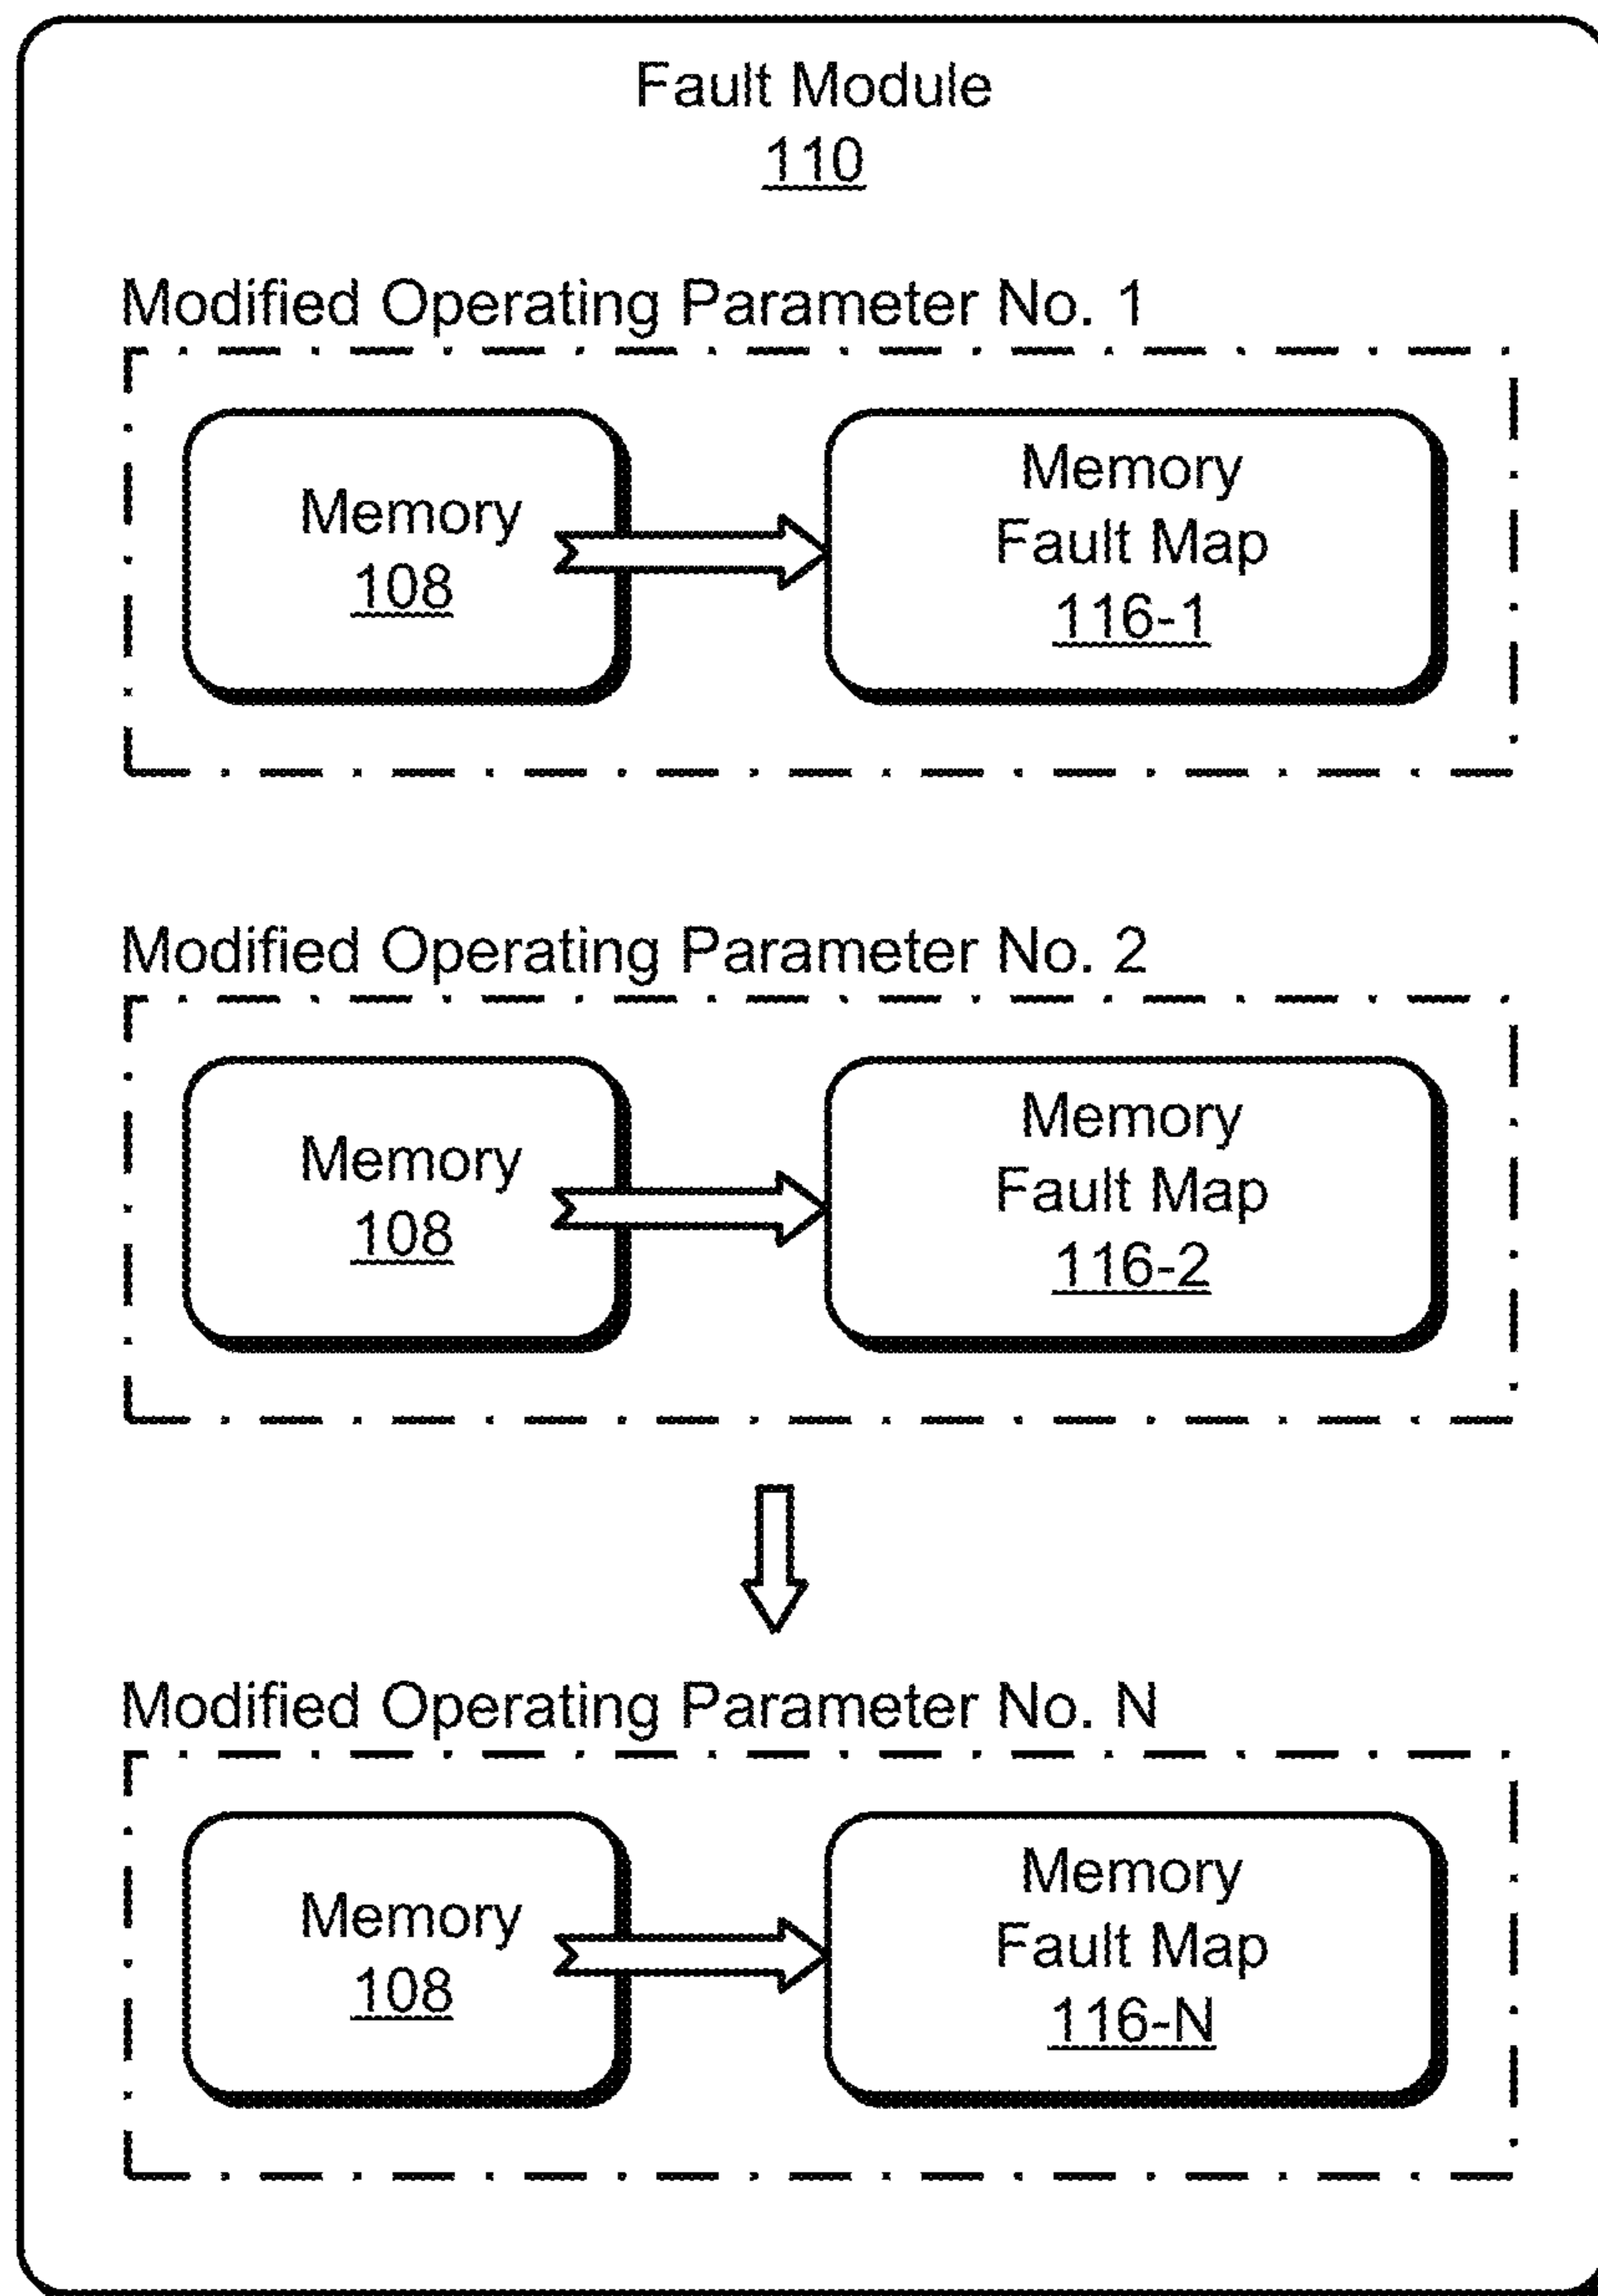 Fault Module
110
Modified Operating Parameter No. 1
Memory
108
Memory
Fault Map
116-1
Modified Operating Parameter No. 2
Memory
108
Memory
Fault Map
116-2
Modified Operating Parameter No. N
Memory
108
Memory
Fault Map
116-N